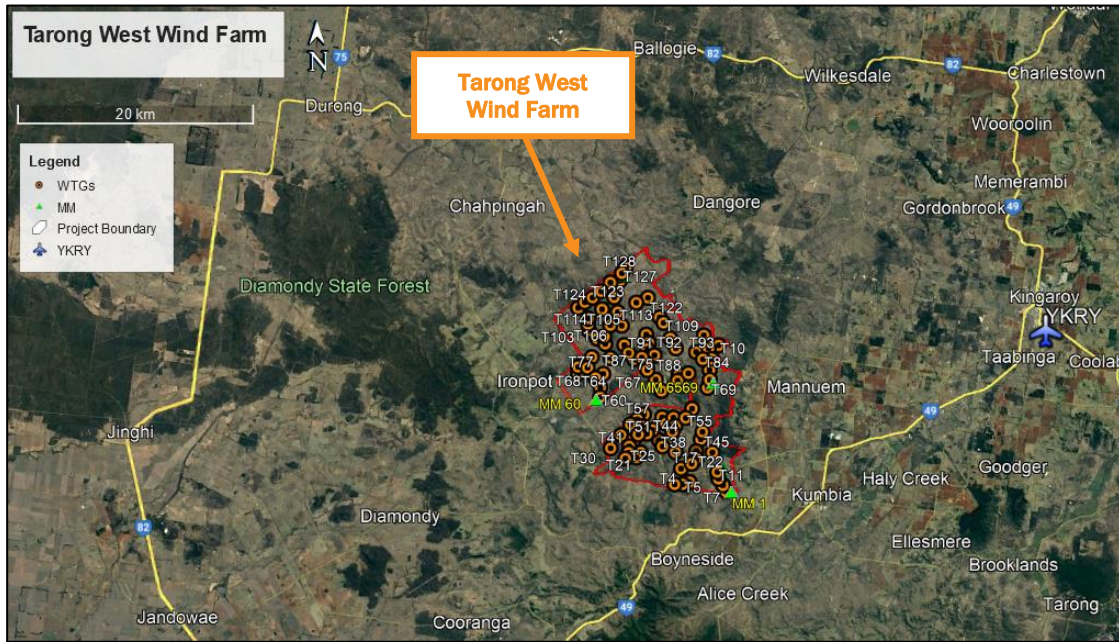 Tarong West Wind Farm
N
20 km
Legend
WTGs
MM
Project Boundary
YKRY
Tarong West
Wind Farm
75
Durong
Ballogie
82
Wilkesdale
82
Charlestown
Wooroolin
Memerambi
Gordonbrook
49
Chahpingah
Dangore
Diamondy State Forest
T128
T127
T124
T123
T122
T114
T105
T113
T109
T103
T106
T91
T92
T93
T10
T77
T87
T75
T88
T84
Ironpot
T68
T64
T67
MM 6569
T69
MM 60
T60
Mannuem
Kingaroy
YKRY
Taabinga
T57
T55
T51
T44
T41
T38
T45
T30
T21
T25
T17
T22
T4
T5
T11
T7
MM 1
Jinghi
49
Haly Creek
Goodger
Kumbia
82
Diamondy
Ellesmere
Boyneside
Brooklands
Alice Creek
Tarong
49
Jandowae
Cooranga